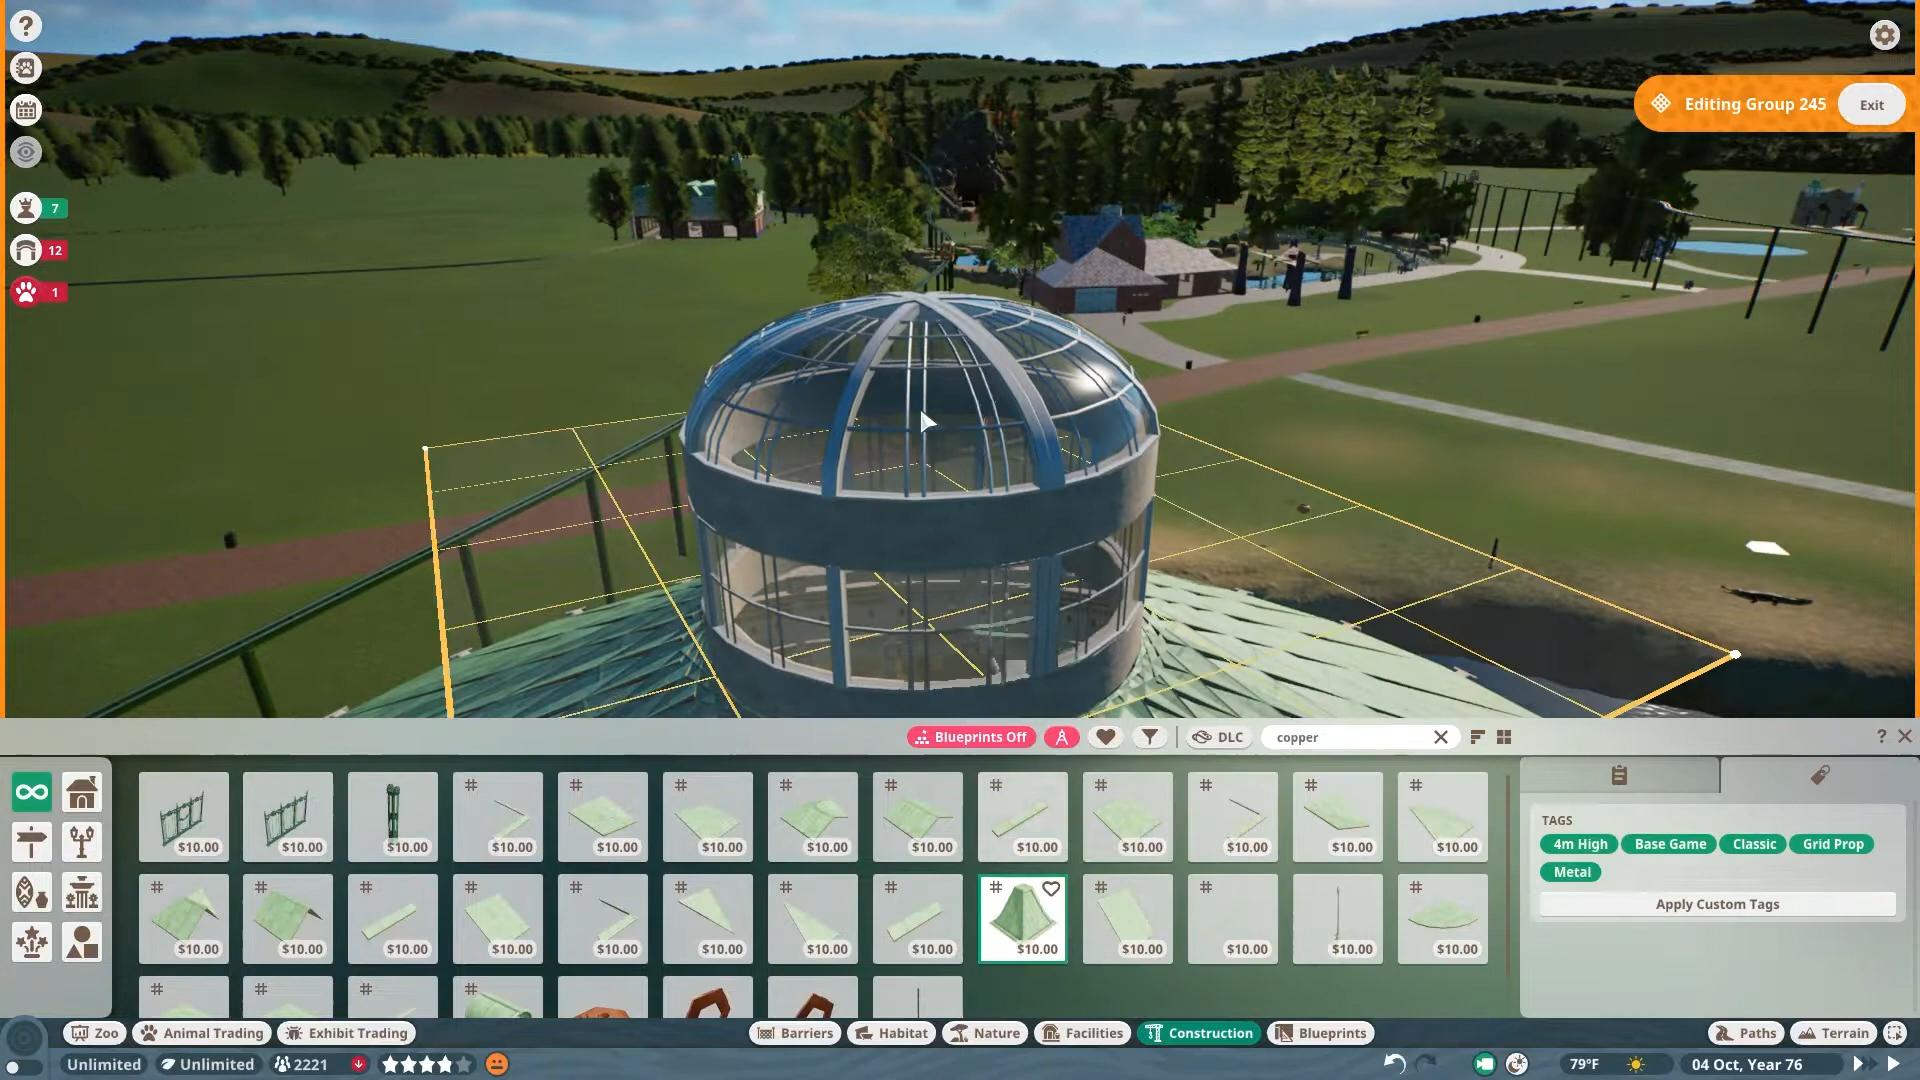 ?
Editing Group 245 Exit
7
12
1
Blueprints Off DLC copper ?
$10.00 $10.00 $10.00 $10.00 $10.00 $10.00 $10.00 $10.00 $10.00 $10.00 $10.00 $10.00 $10.00
$10.00 $10.00 $10.00 $10.00 $10.00 $10.00 $10.00 $10.00 $10.00 $10.00 $10.00 $10.00 $10.00
TAGS
4m High Base Game Classic Grid Prop
Metal
Apply Custom Tags
Zoo Animal Trading Exhibit Trading Barriers Habitat Nature Facilities Construction Blueprints Paths Terrain
Unlimited Unlimited 2221 79°F 04 Oct, Year 76